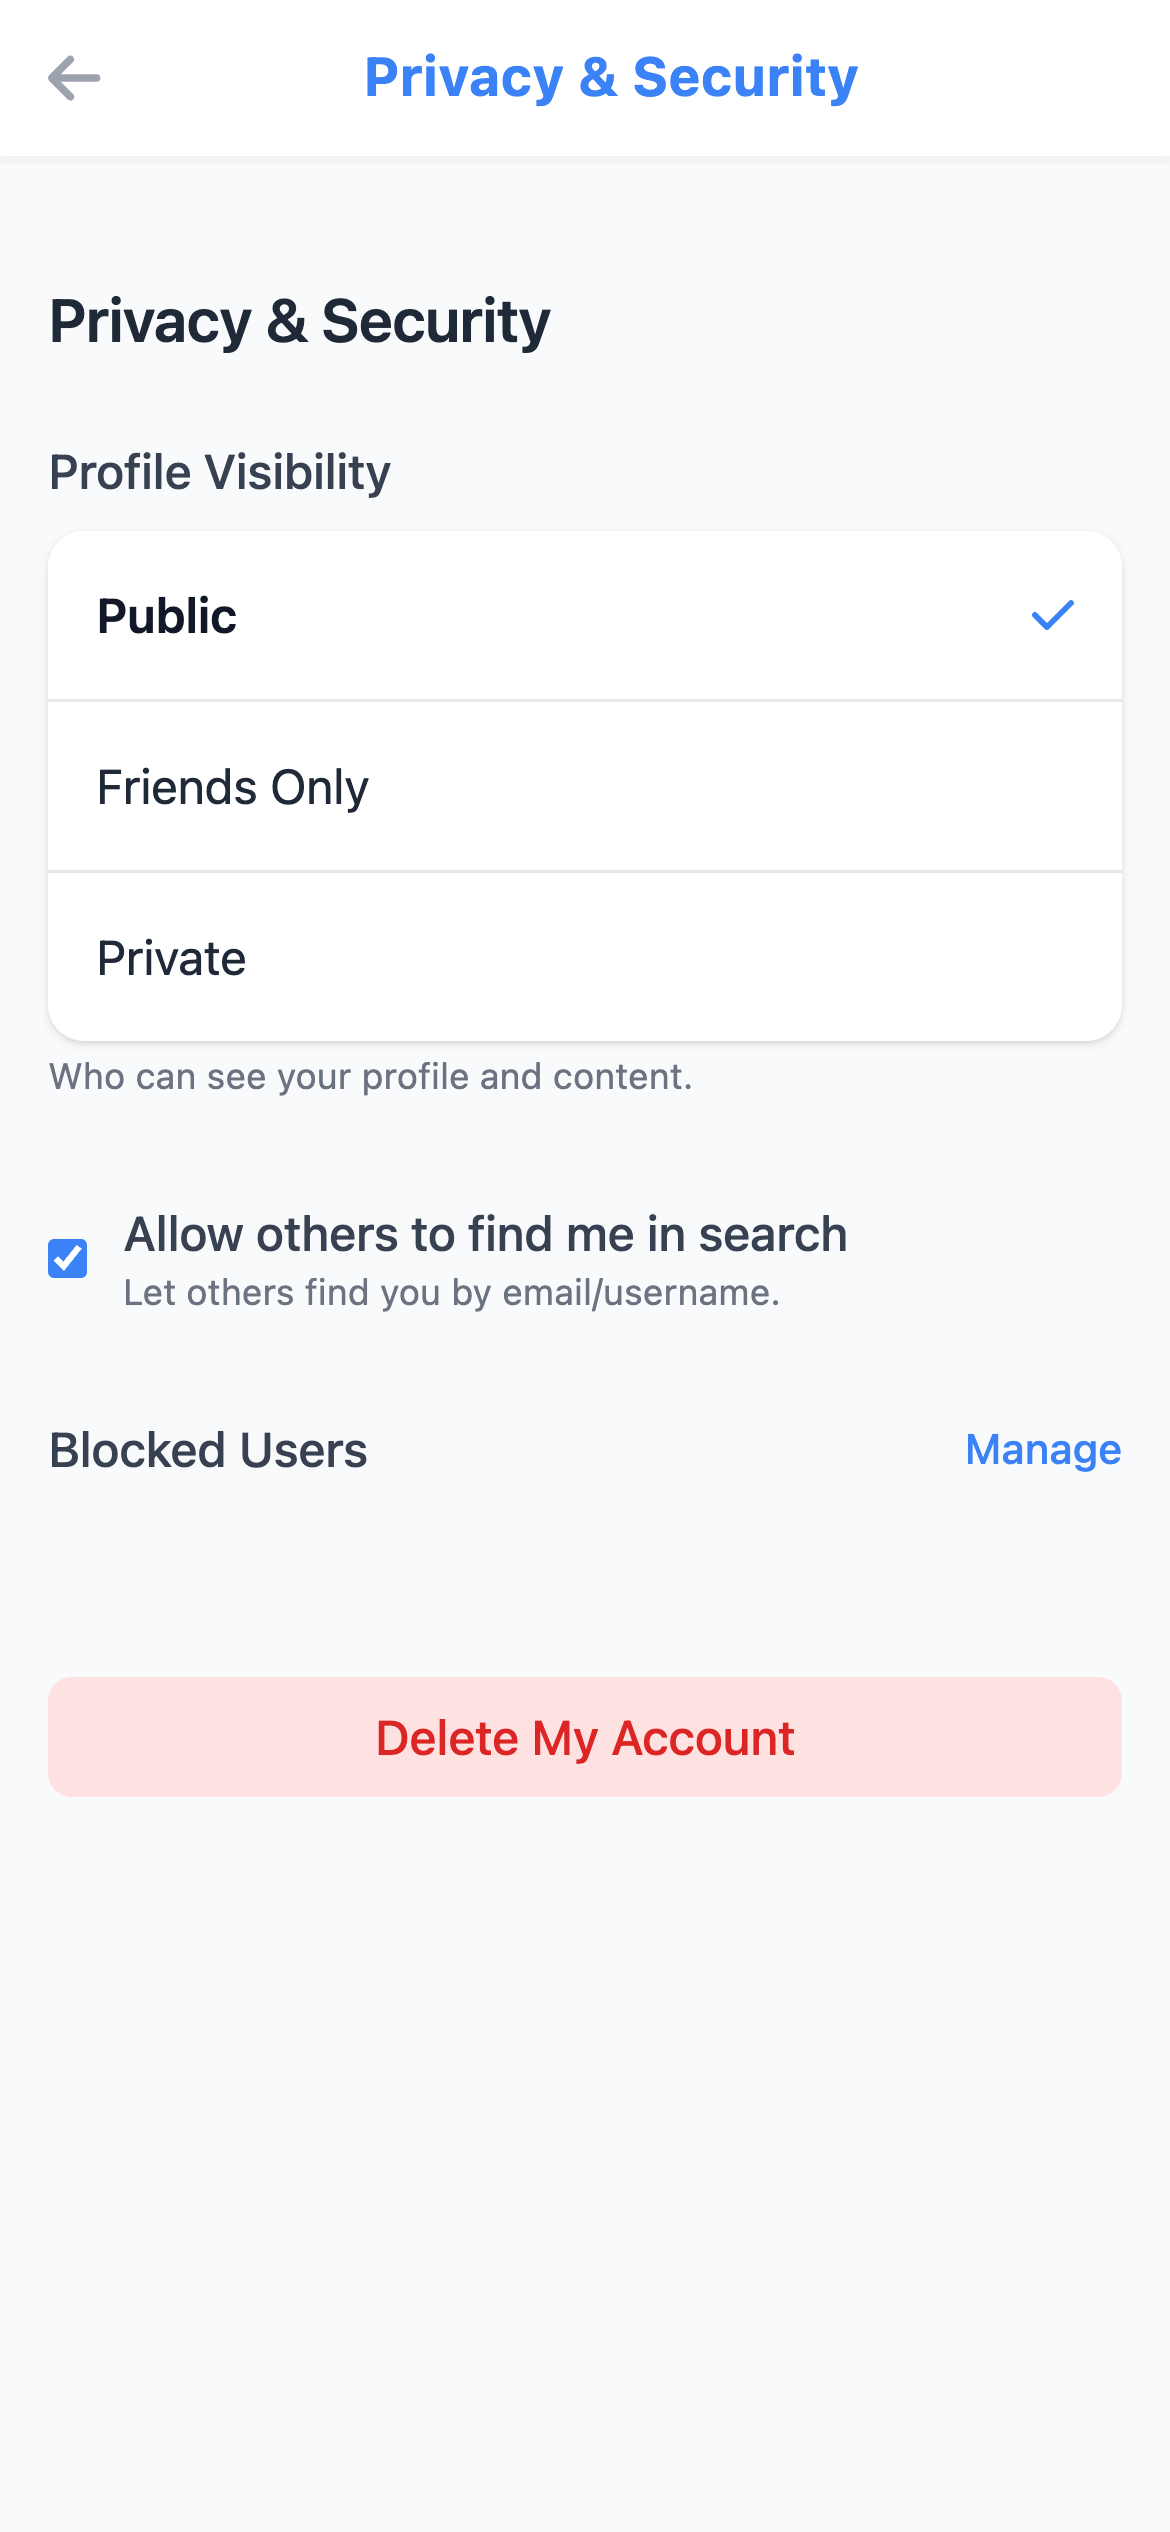 Privacy & Security
Privacy & Security
Profile Visibility
Public
Friends Only
Private
Who can see your profile and content.
Allow others to find me in search
Let others find you by email/username.
Blocked Users
Manage
Delete My Account